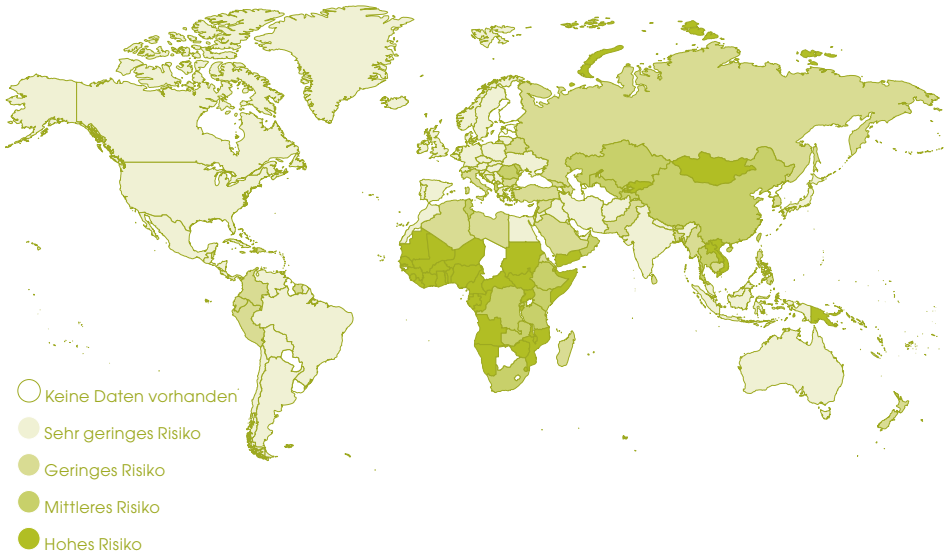 Keine Daten vorhanden
Sehr geringes Risiko
Geringes Risiko
Mittleres Risiko
Hohes Risiko